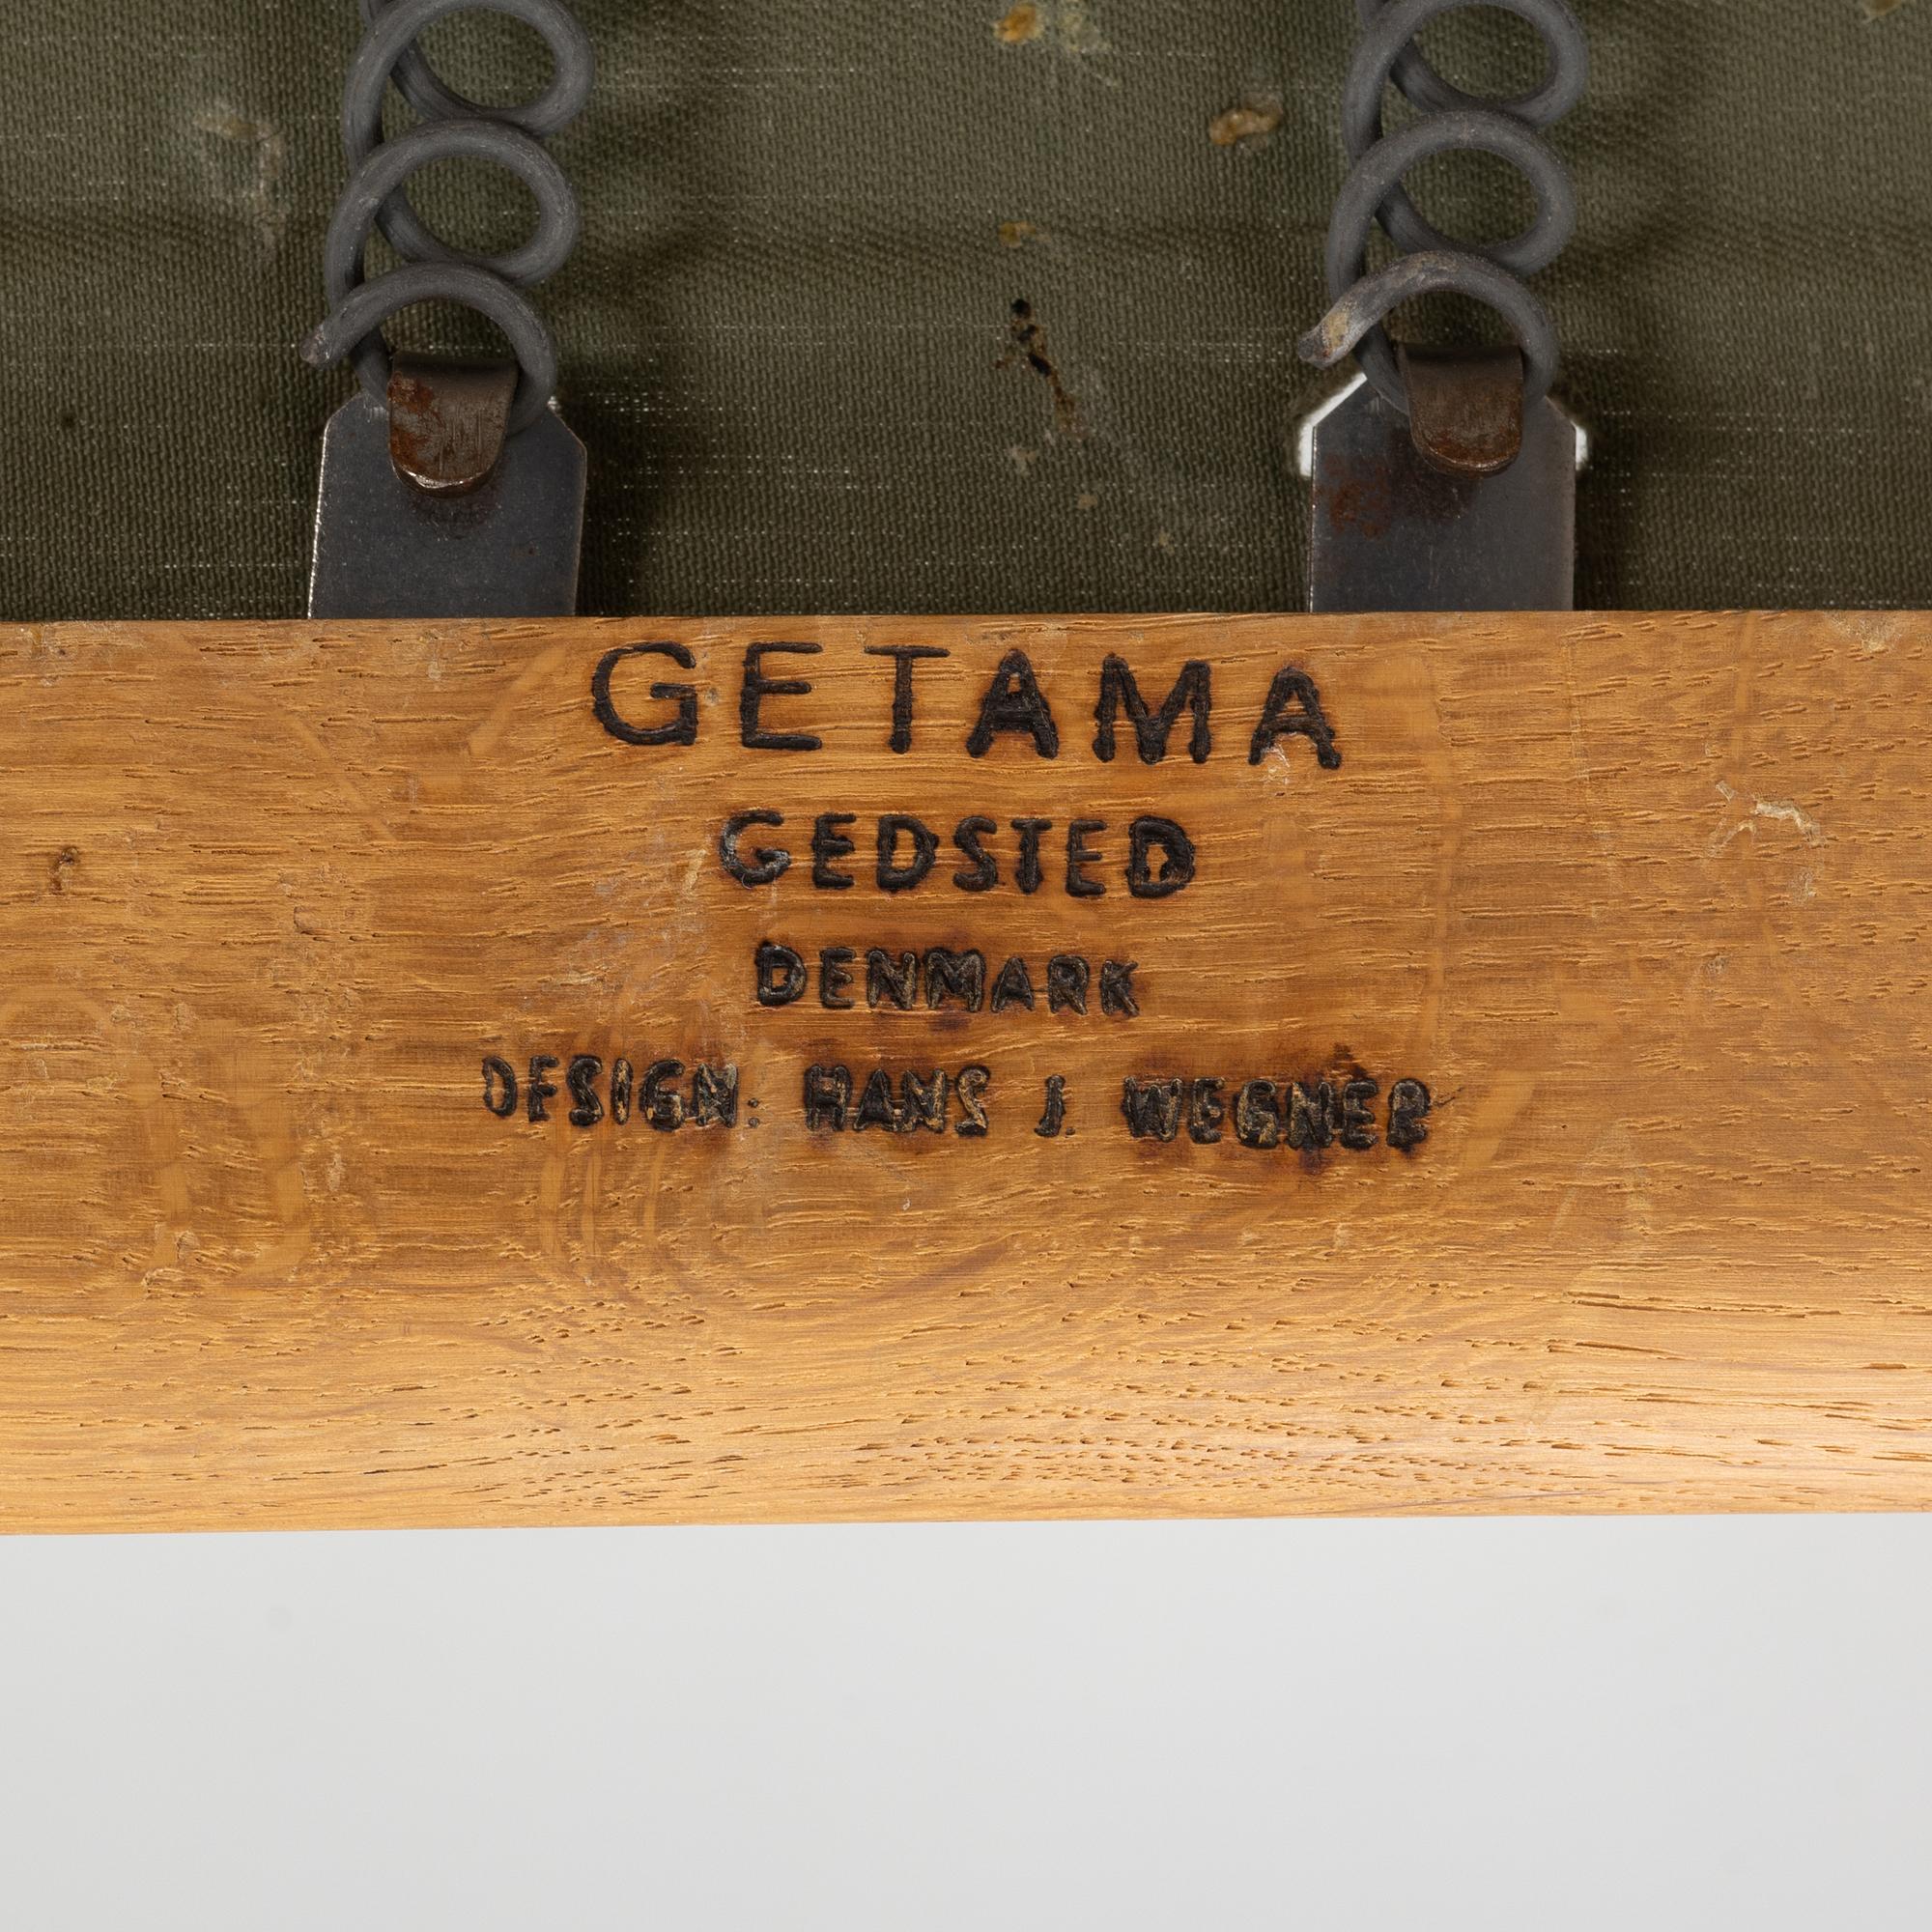 GETAMA
GEDSTED
DENMARK
DESIGN: HANS J. WEGNER